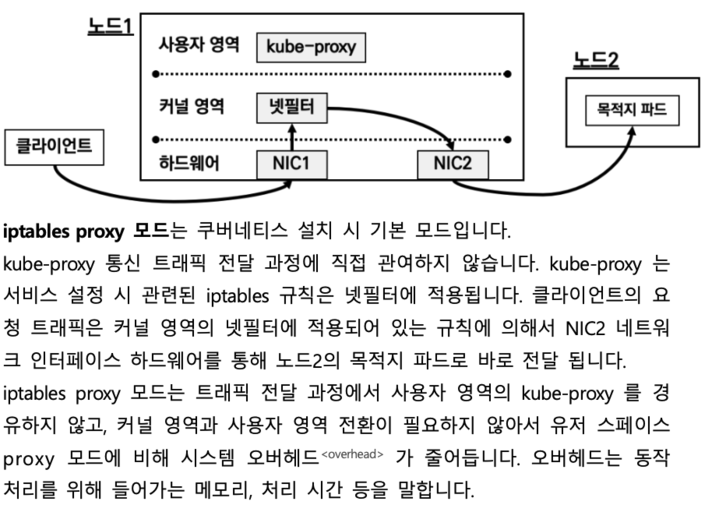 노드1
사용자 영역 kube-proxy
노드2
커널 영역 넷필터
목적지 파드
클라이언트
하드웨어 NIC1 NIC2
iptables proxy 모드는 쿠버네티스 설치 시 기본 모드입니다.
kube-proxy 통신 트래픽 전달 과정에 직접 관여하지 않습니다. kube-proxy 는
서비스 설정 시 관련된 iptables 규칙은 넷필터에 적용됩니다. 클라이언트의 요
청 트래픽은 커널 영역의 넷필터에 적용되어 있는 규칙에 의해서 NIC2 네트워
크 인터페이스 하드웨어를 통해 노드2의 목적지 파드로 바로 전달 됩니다.
iptables proxy 모드는 트래픽 전달 과정에서 사용자 영역의 kube-proxy 를 경
유하지 않고, 커널 영역과 사용자 영역 전환이 필요하지 않아서 유저 스페이스
proxy 모드에 비해 시스템 오버헤드<overhead> 가 줄어듭니다. 오버헤드는 동작
처리를 위해 들어가는 메모리, 처리 시간 등을 말합니다.